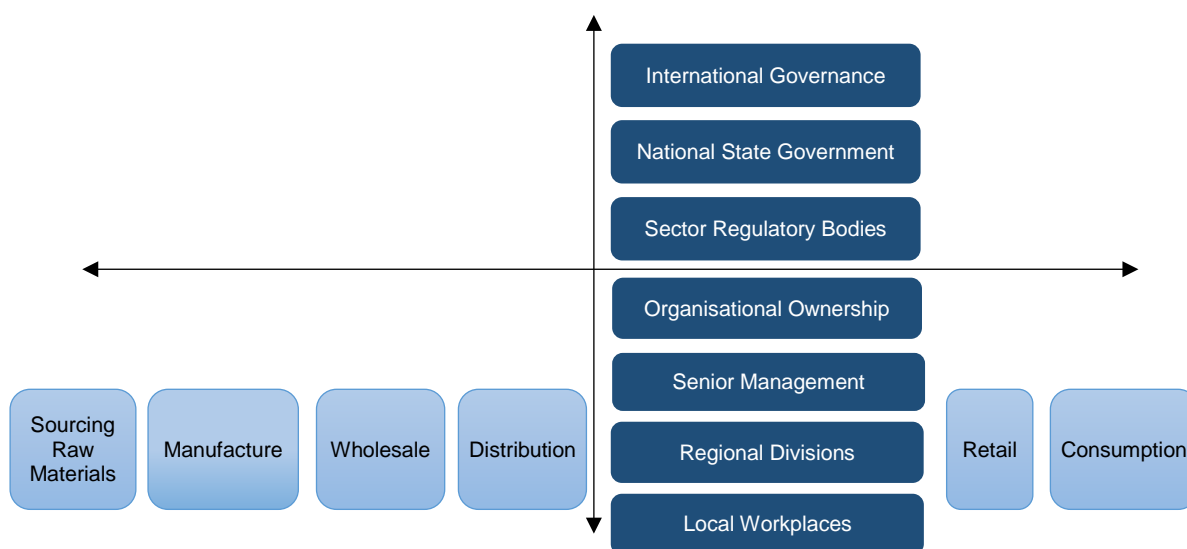 International Governance
National State Government
Sector Regulatory Bodies
Organisational Ownership
Senior Management
Regional Divisions
Local Workplaces
Sourcing
Raw
Materials
Manufacture
Wholesale
Distribution
Retail
Consumption